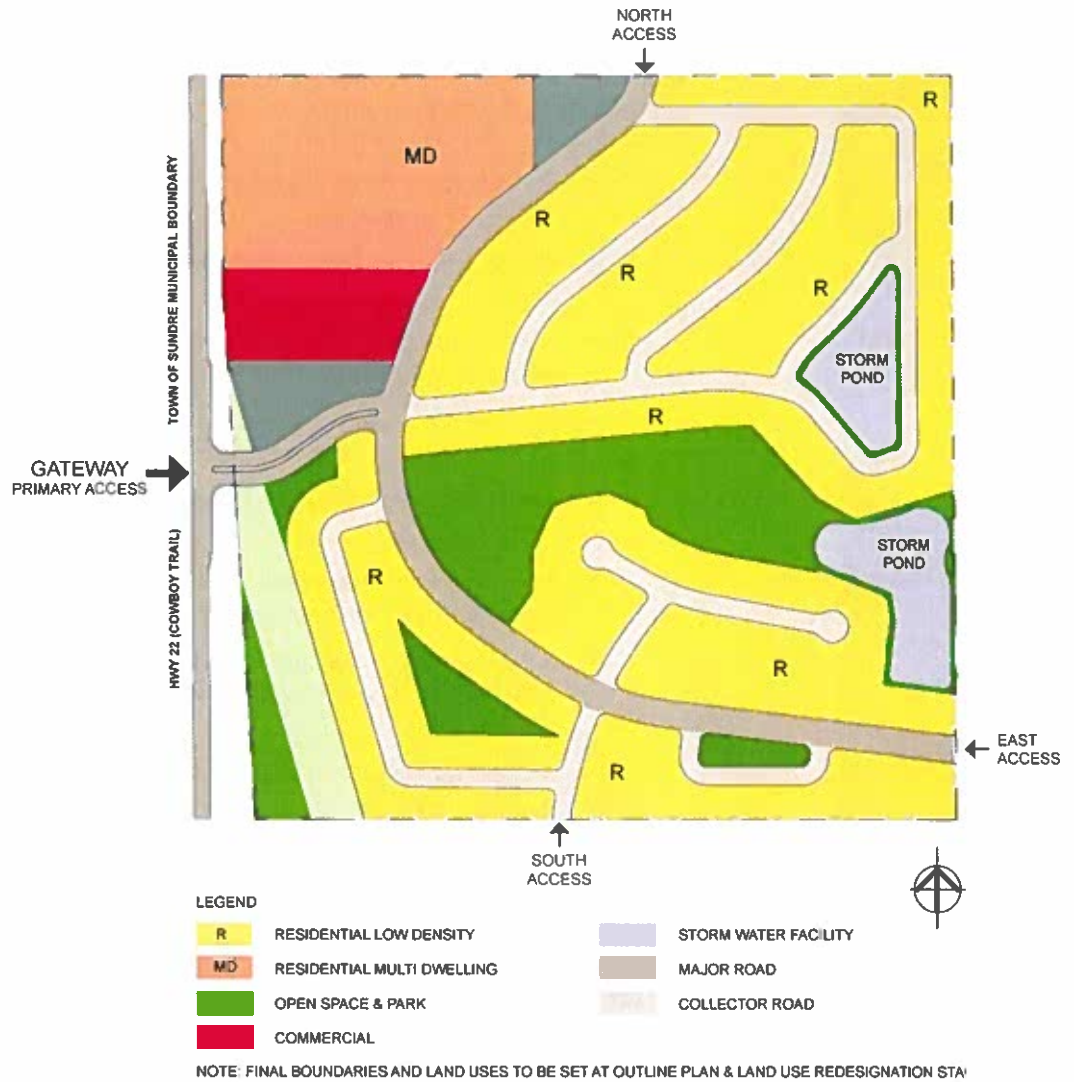 NORTH
ACCESS
R
MD
R
R
R
TOWN OF SUNDRE MUNICIPAL BOUNDARY
STORM
POND
R
GATEWAY
PRIMARY ACCESS
STORM
POND
HWY 22 (COWBOY TRAIL)
R
R
R
EAST
ACCESS
SOUTH
ACCESS
LEGEND
R RESIDENTIAL LOW DENSITY
MD RESIDENTIAL MULTI DWELLING
OPEN SPACE & PARK
COMMERCIAL
STORM WATER FACILITY
MAJOR ROAD
COLLECTOR ROAD
NOTE: FINAL BOUNDARIES AND LAND USES TO BE SET AT OUTLINE PLAN & LAND USE REDESIGNATION